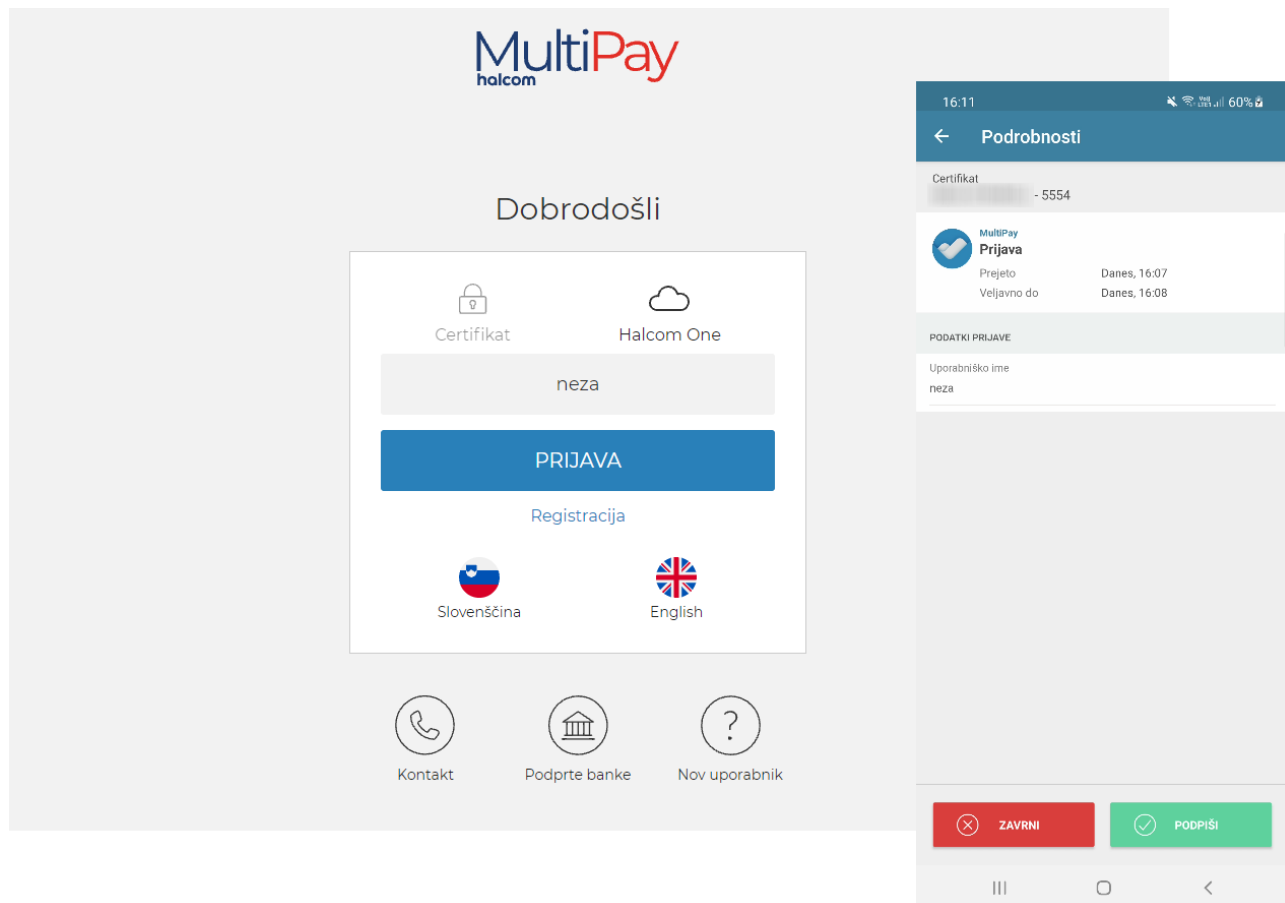 MultiPay
halcom
Dobrodošli
Certifikat
Halcom One
neza
PRIJAVA
Registracija
Slovenščina
English
Kontakt
Podprte banke
Nov uporabnik
16:11
60%
Podrobnosti
Certifikat
- 5554
MultiPay
Prijava
Prejeto Danes, 16:07
Veljavno do Danes, 16:08
PODATKI PRIJAVE
Uporabniško ime
neza
ZAVRNI
PODPIŠI